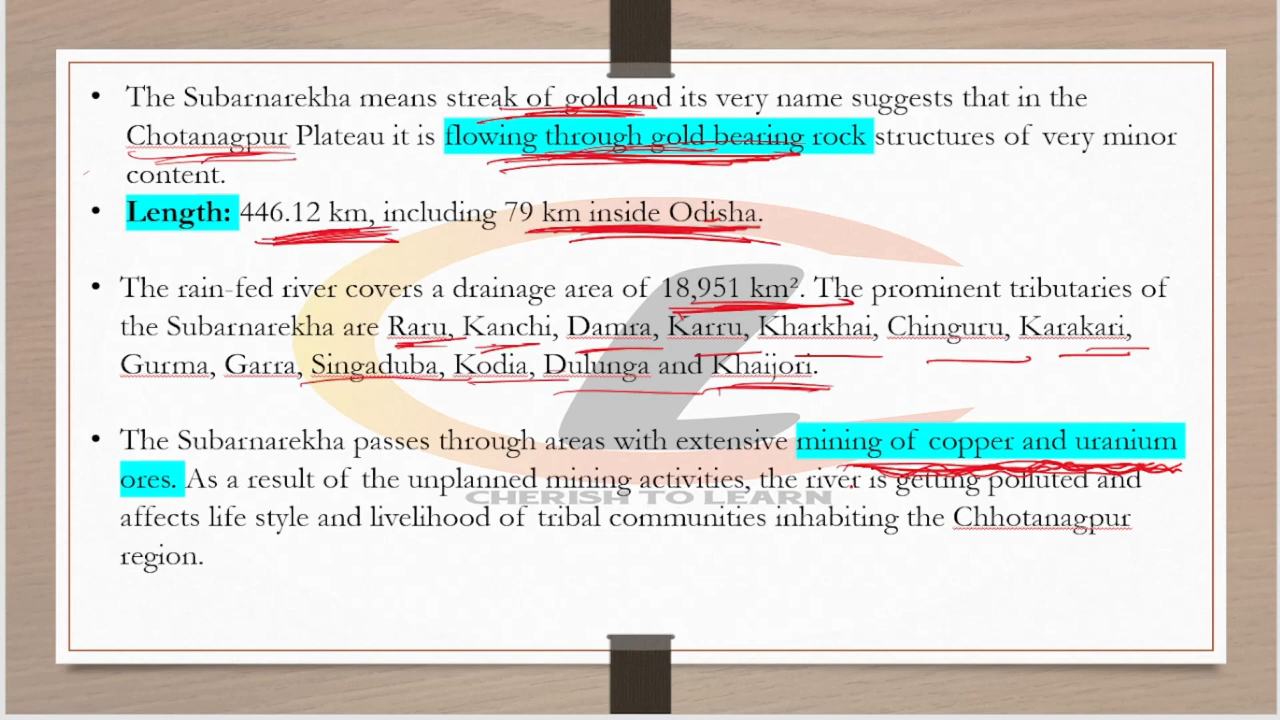 • The Subarnarekha means streak of gold and its very name suggests that in the
Chotanagpur Plateau it is flowing through gold bearing rock structures of very minor
content.
• Length: 446.12 km, including 79 km inside Odisha.
• The rain-fed river covers a drainage area of 18,951 km². The prominent tributaries of
the Subarnarekha are Raru, Kanchi, Damra, Karru, Kharkhai, Chinguru, Karakari,
Gurma, Garra, Singaduba, Kodia, Dulunga and Khaijori.
• The Subarnarekha passes through areas with extensive mining of copper and uranium
ores. As a result of the unplanned mining activities, the river is getting polluted and
affects life style and livelihood of tribal communities inhabiting the Chhotanagpur
region.
CHERISH TO LEARN